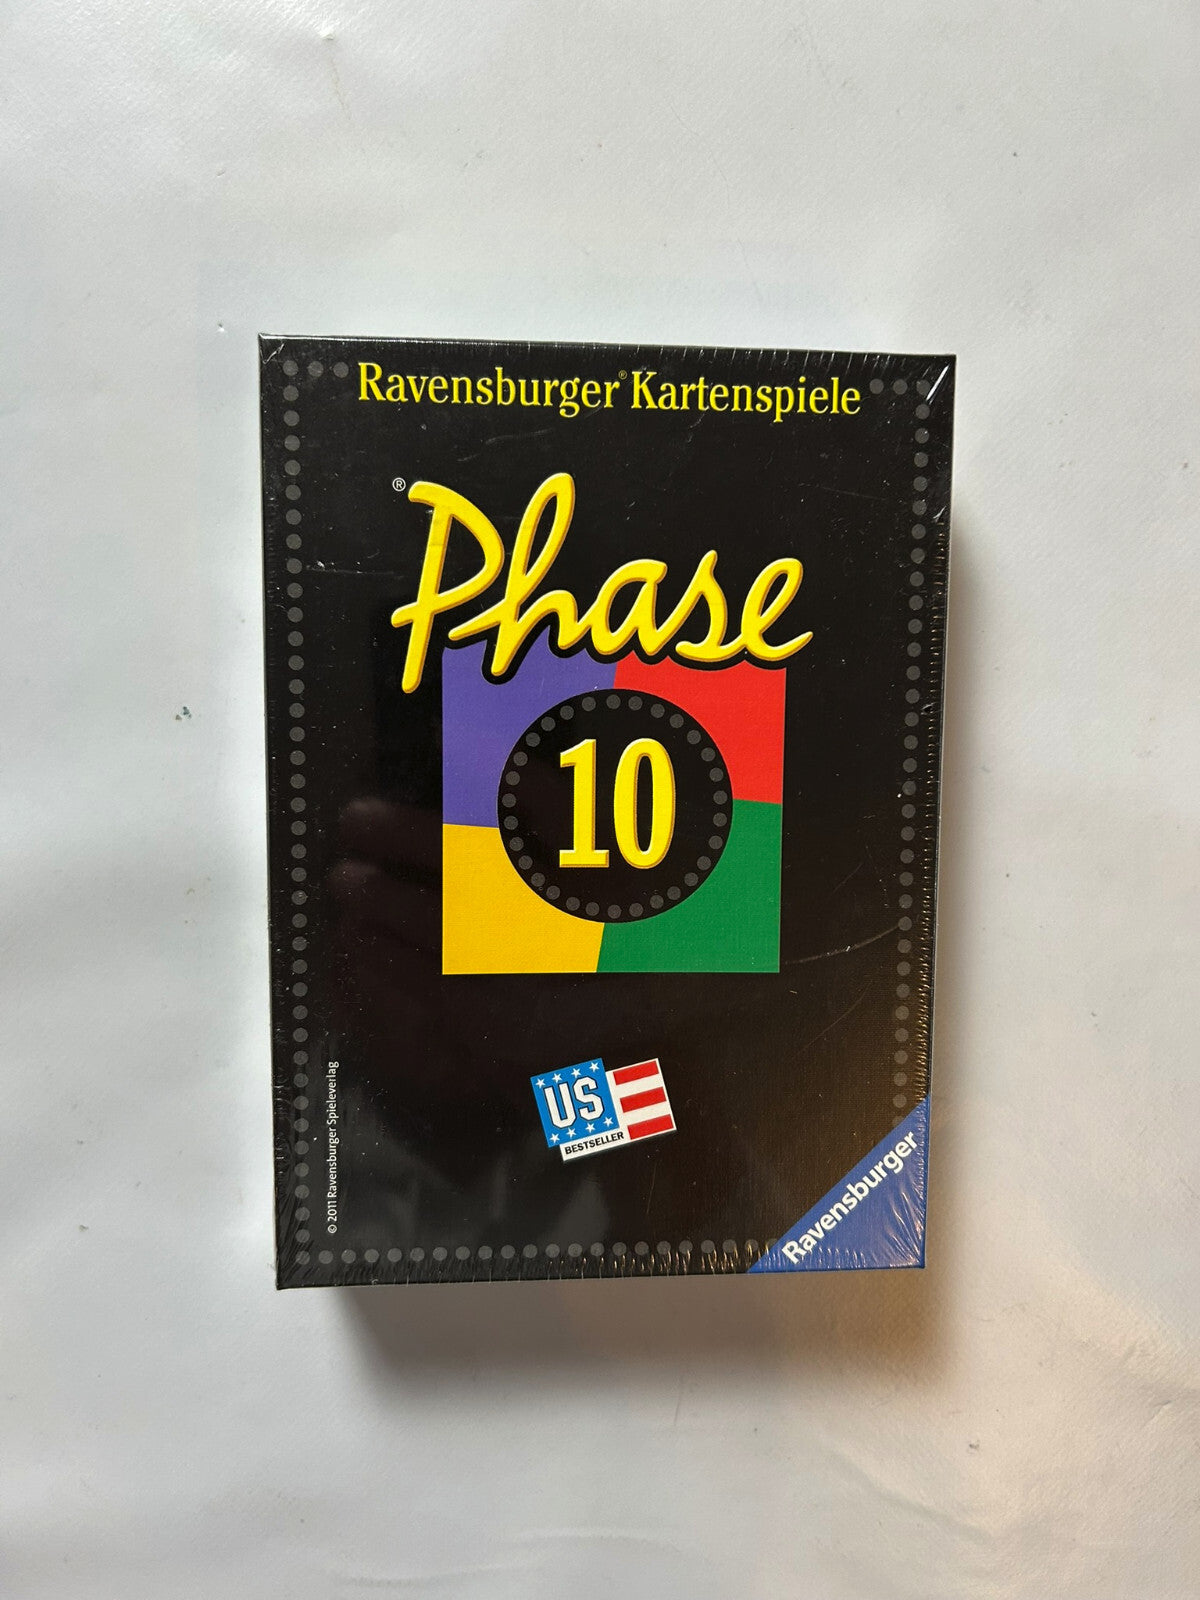 Ravensburger® Kartenspiele
® Phase
10
US
BESTSELLER
© 2011 Ravensburger Spieleverlag
Ravensburger